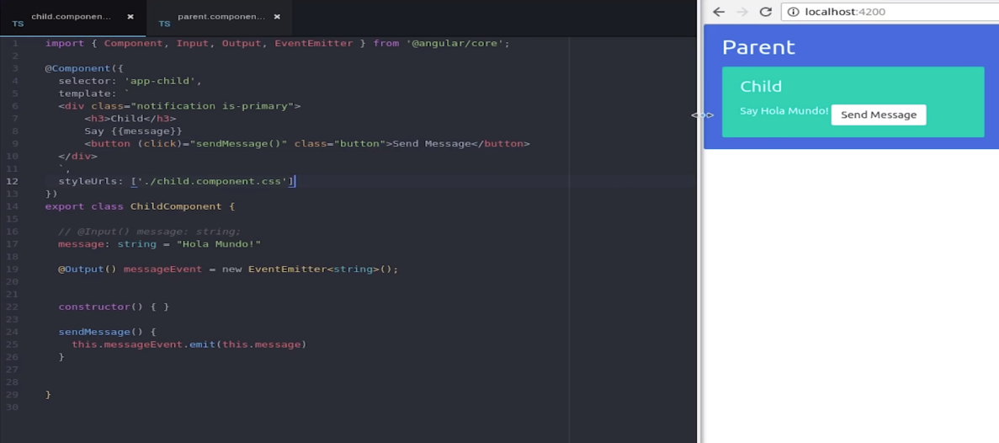 TS child.componen... × TS parent.componen... ×
1 import { Component, Input, Output, EventEmitter } from '@angular/core';
2
3 @Component({
4 selector: 'app-child',
5 template: `
6 <div class="notification is-primary">
7 <h3>Child</h3>
8 Say {{message}}
9 <button (click)="sendMessage()" class="button">Send Message</button>
10 </div>
11 `,
12 styleUrls: ['./child.component.css']
13 })
14 export class ChildComponent {
15
16 // @Input() message: string;
17 message: string = "Hola Mundo!"
18
19 @Output() messageEvent = new EventEmitter<string>();
20
21
22 constructor() { }
23
24 sendMessage() {
25 this.messageEvent.emit(this.message)
26 }
27
28
29 }
30
localhost:4200
Parent
Child
Say Hola Mundo! Send Message